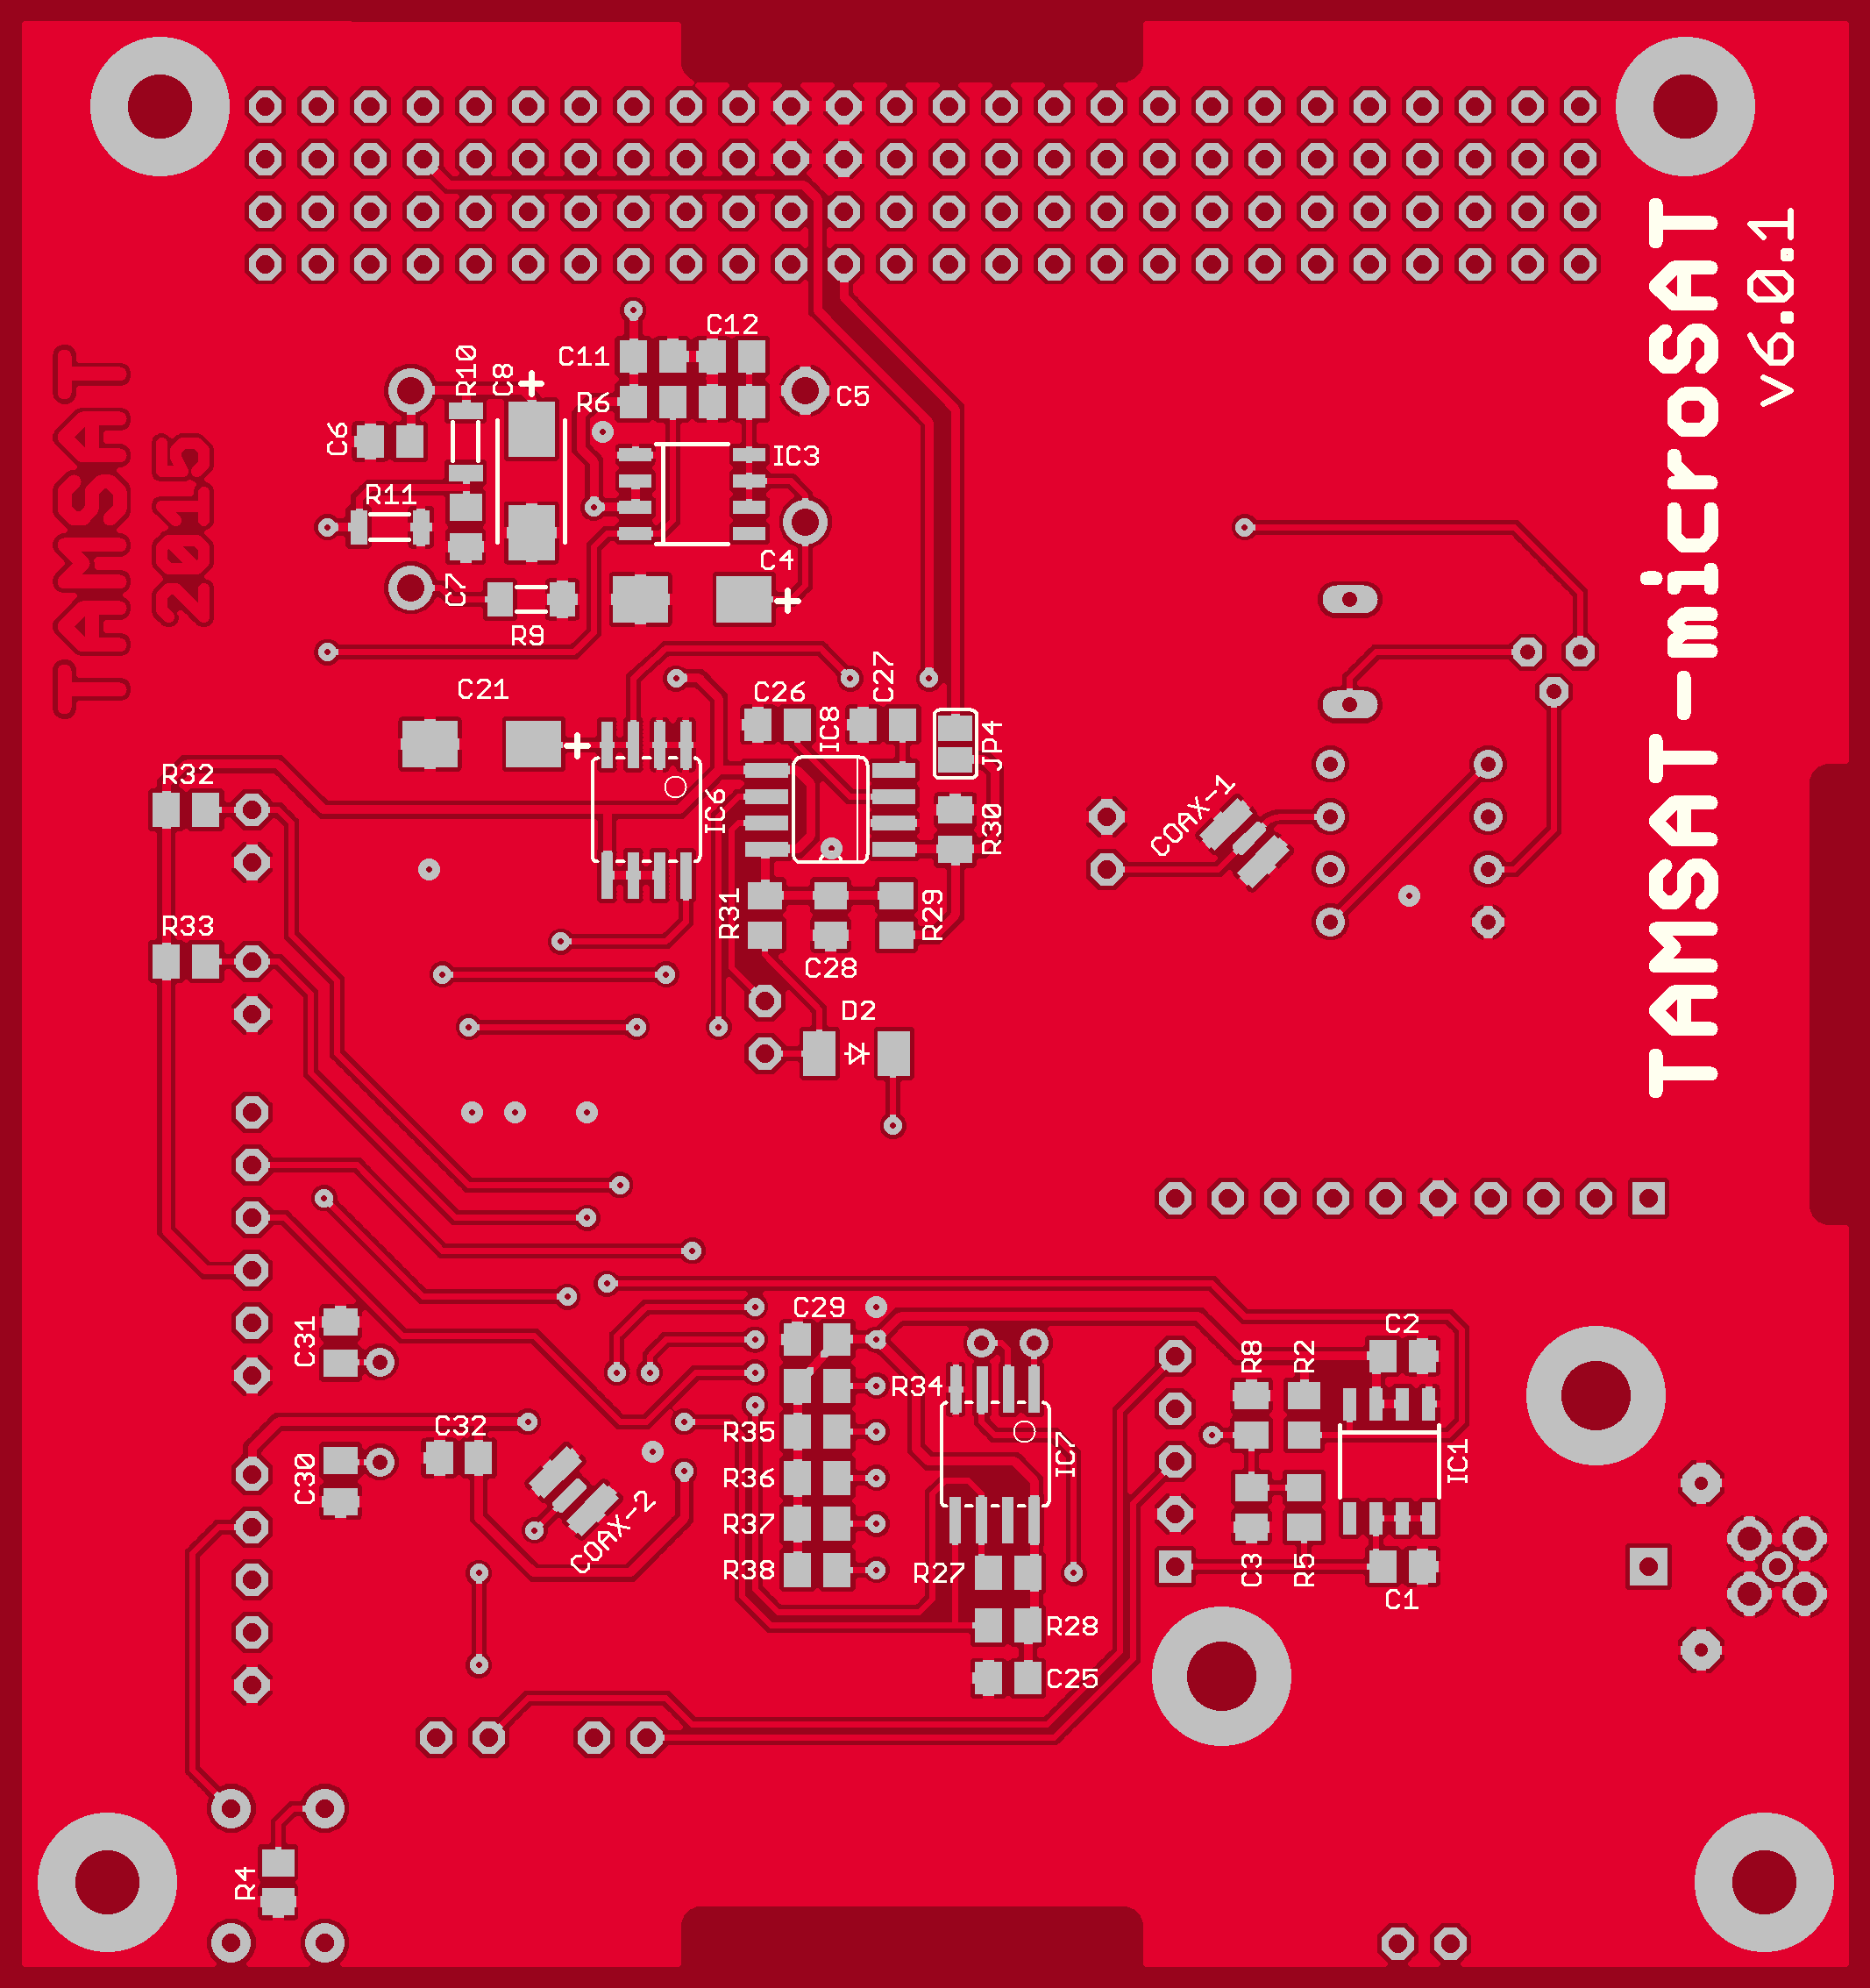 TAMSAT-microSAT
v6.0.1
TAMSAT
2015
C12
C11
R10
C8
R6
C5
C6
IC3
R11
C4
C7
R9
C21
C26
C27
IC8
JP4
R32
IC6
R30
COAX-1
R33
R31
R29
C28
D2
C29
C31
R8
R2
C2
R34
C32
R35
IC7
IC1
C30
R36
COAX-2
R37
R38
R27
C3
R5
C1
R28
C25
R4